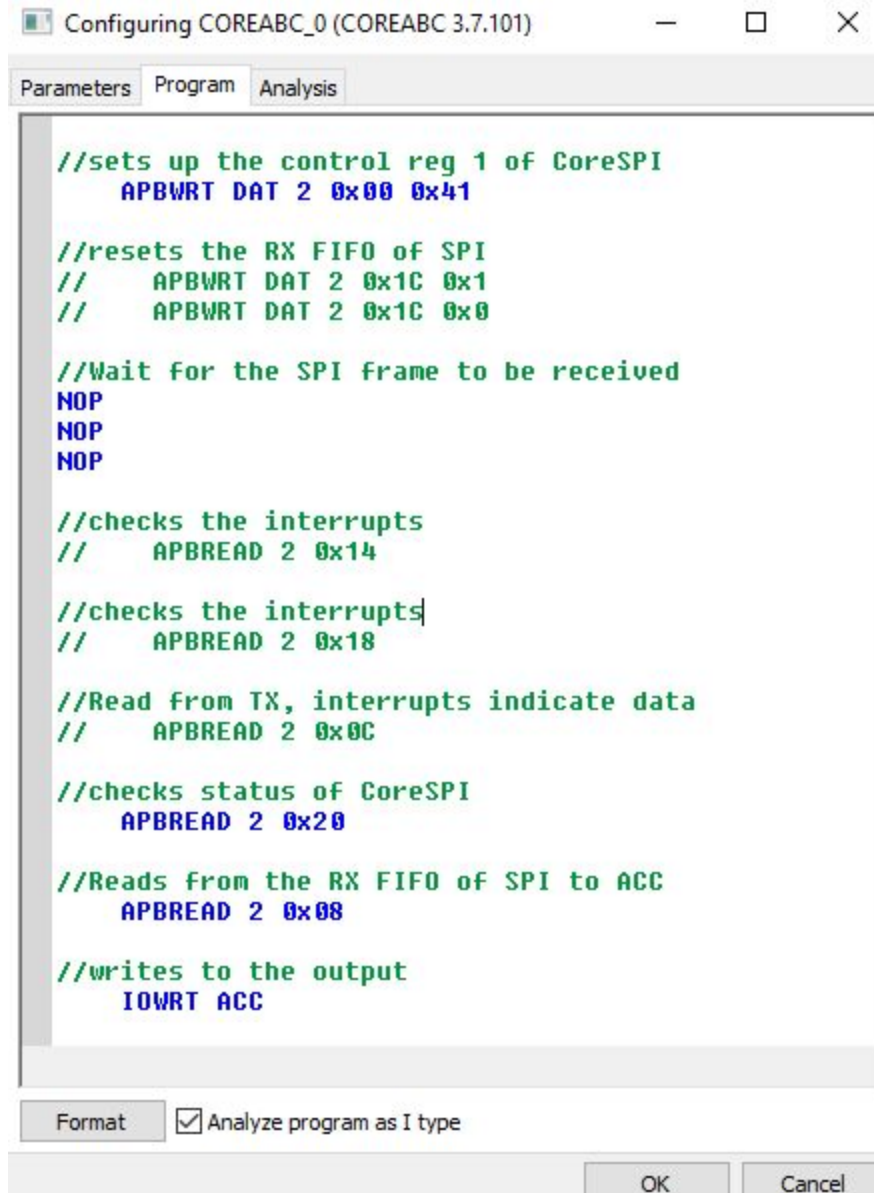 Configuring COREABC_0 (COREABC 3.7.101)
Parameters Program Analysis
//sets up the control reg 1 of CoreSPI
APBWRT DAT 2 0x00 0x41
//resets the RX FIFO of SPI
// APBWRT DAT 2 0x1C 0x1
// APBWRT DAT 2 0x1C 0x0
//Wait for the SPI frame to be received
NOP
NOP
NOP
//checks the interrupts
// APBREAD 2 0x14
//checks the interrupts
// APBREAD 2 0x18
//Read from TX, interrupts indicate data
// APBREAD 2 0x0C
//checks status of CoreSPI
APBREAD 2 0x20
//Reads from the RX FIFO of SPI to ACC
APBREAD 2 0x08
//writes to the output
IOWRT ACC
Format Analyze program as I type
OK Cancel